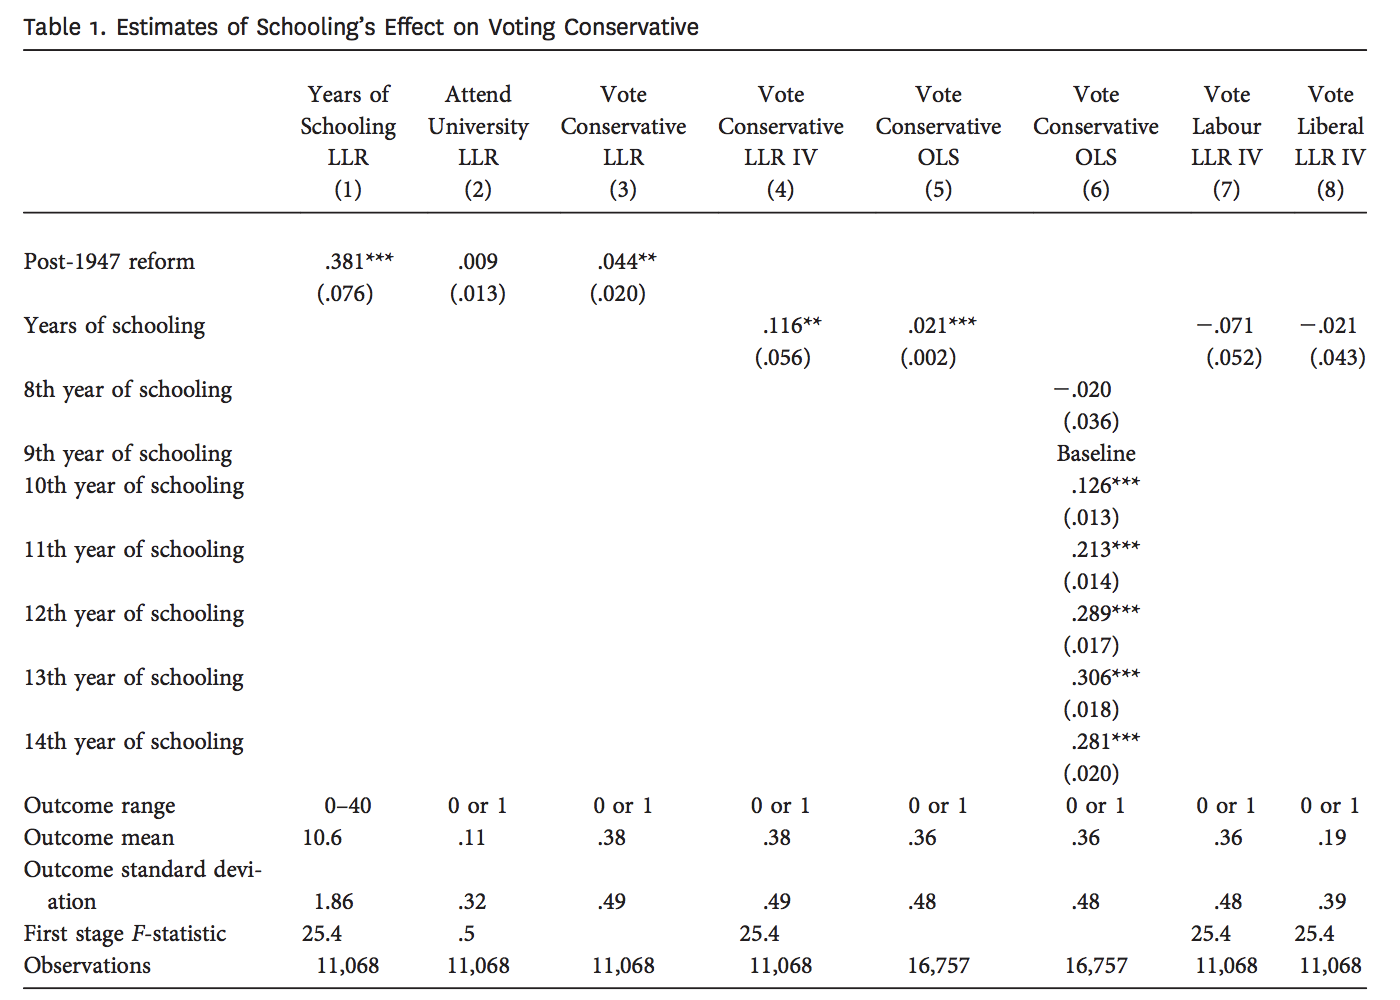 Table 1. Estimates of Schooling's Effect on Voting Conservative
Years of Schooling LLR (1) Attend University LLR (2) Vote Conservative LLR (3) Vote Conservative LLR IV (4) Vote Conservative OLS (5) Vote Conservative OLS (6) Vote Labour LLR IV (7) Vote Liberal LLR IV (8)
Post-1947 reform .381*** .009 .044**
(.076) (.013) (.020)
Years of schooling .116** .021*** −.071 −.021
(.056) (.002) (.052) (.043)
8th year of schooling −.020
(.036)
9th year of schooling Baseline
10th year of schooling .126***
(.013)
11th year of schooling .213***
(.014)
12th year of schooling .289***
(.017)
13th year of schooling .306***
(.018)
14th year of schooling .281***
(.020)
Outcome range 0–40 0 or 1 0 or 1 0 or 1 0 or 1 0 or 1 0 or 1 0 or 1
Outcome mean 10.6 .11 .38 .38 .36 .36 .36 .19
Outcome standard devi-
ation 1.86 .32 .49 .49 .48 .48 .48 .39
First stage F-statistic 25.4 .5 25.4 25.4 25.4
Observations 11,068 11,068 11,068 11,068 16,757 16,757 11,068 11,068